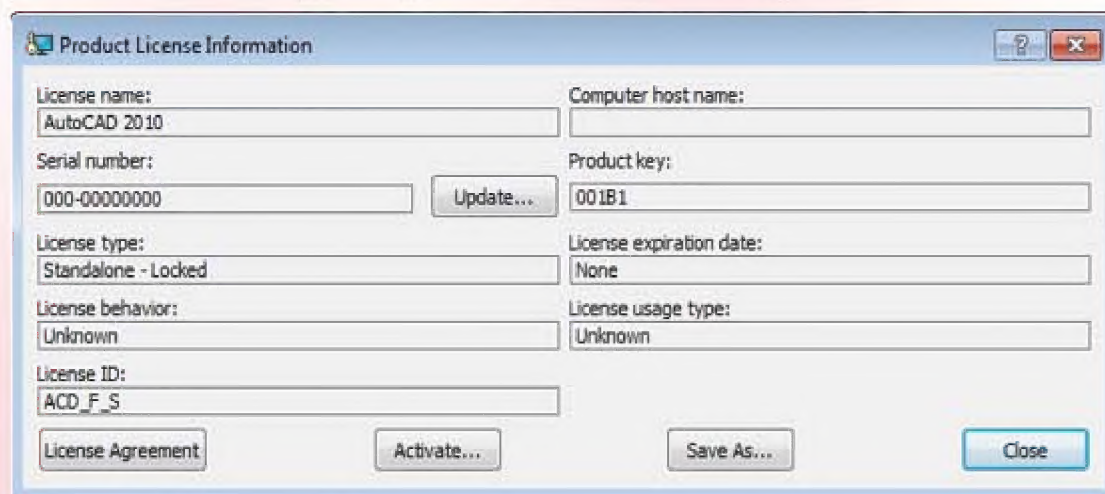 Product License Information
License name:
Computer host name:
AutoCAD 2010
Serial number:
Product key:
000-00000000
Update...
001B1
License type:
License expiration date:
Standalone - Locked
None
License behavior:
License usage type:
Unknown
Unknown
License ID:
ACD_F_S
License Agreement
Activate...
Save As...
Close